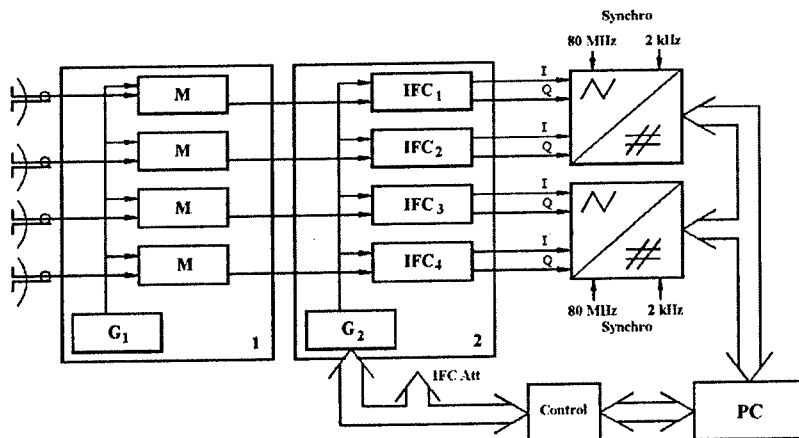 Synchro
80 MHz 2 kHz
M IFC1 I Q
M IFC2 I Q
M IFC3 I Q
M IFC4 I Q
G1 1 G2 2
80 MHz 2 kHz
Synchro
IFC Att
Control PC